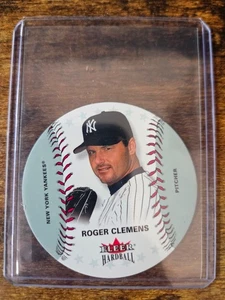 NEW YORK YANKEES®
PITCHER
ROGER CLEMENS
FLEER
HARDBALL